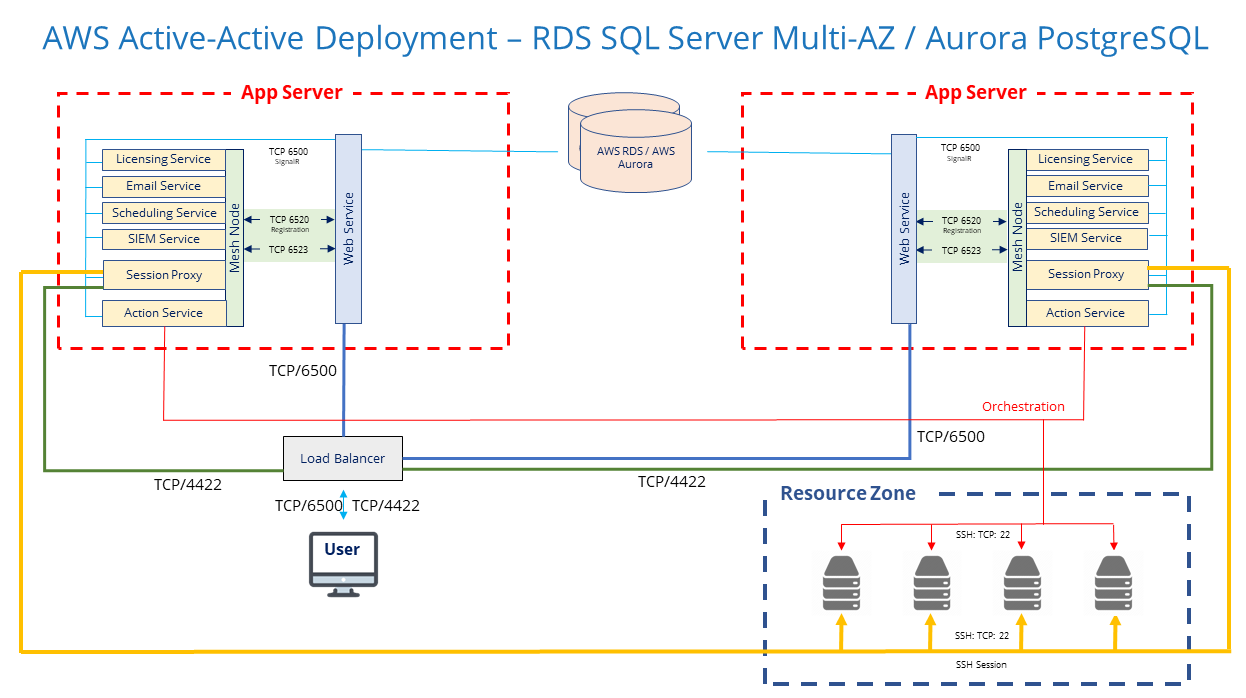 AWS Active-Active Deployment – RDS SQL Server Multi-AZ / Aurora PostgreSQL
App Server
Licensing Service
Email Service
Scheduling Service
SIEM Service
Session Proxy
Action Service
Mesh Node
TCP 6500
SignalR
TCP 6520
Registration
TCP 6523
Web Service
AWS RDS / AWS
Aurora
App Server
Web Service
TCP 6500
SignalR
TCP 6520
Registration
TCP 6523
Mesh Node
Licensing Service
Email Service
Scheduling Service
SIEM Service
Session Proxy
Action Service
TCP/6500
Orchestration
TCP/6500
Load Balancer
TCP/4422
TCP/4422
TCP/6500
TCP/4422
User
Resource Zone
SSH: TCP: 22
SSH: TCP: 22
SSH Session